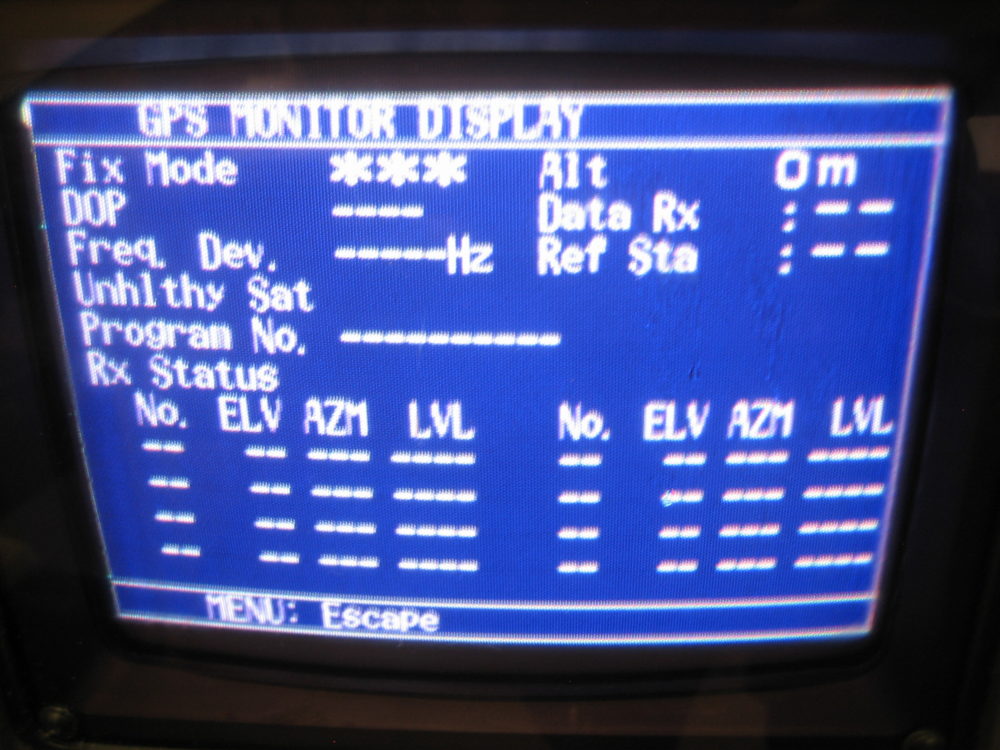 GPS MONITOR DISPLAY
Fix Mode *** Alt 0m
DOP ---- Data Rx : --
Freq. Dev. -----Hz Ref Sta : --
Unhlthy Sat
Program No. ----------
Rx Status
No. ELV AZM LVL No. ELV AZM LVL
-- -- --- ---- -- -- --- ----
-- -- --- ---- -- -- --- ----
-- -- --- ---- -- -- --- ----
-- -- --- ---- -- -- --- ----
MENU: Escape